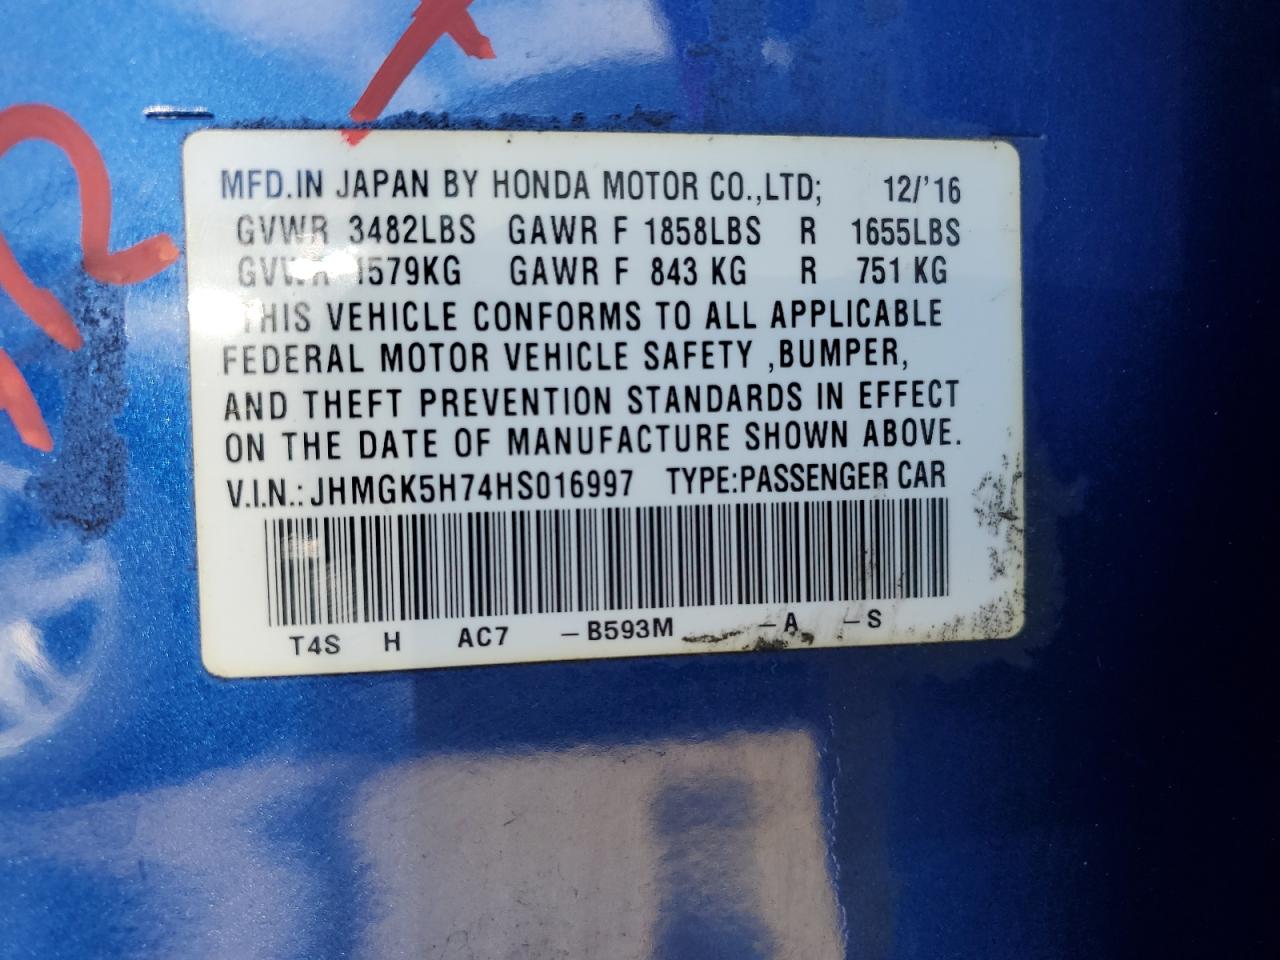 MFD.IN JAPAN BY HONDA MOTOR CO.,LTD; 12/'16
GVWR 3482LBS GAWR F 1858LBS R 1655LBS
GVWR 1579KG GAWR F 843 KG R 751 KG
THIS VEHICLE CONFORMS TO ALL APPLICABLE
FEDERAL MOTOR VEHICLE SAFETY ,BUMPER,
AND THEFT PREVENTION STANDARDS IN EFFECT
ON THE DATE OF MANUFACTURE SHOWN ABOVE.
V.I.N.: JHMGK5H74HS016997 TYPE:PASSENGER CAR
T4S H AC7 -B593M -A -S